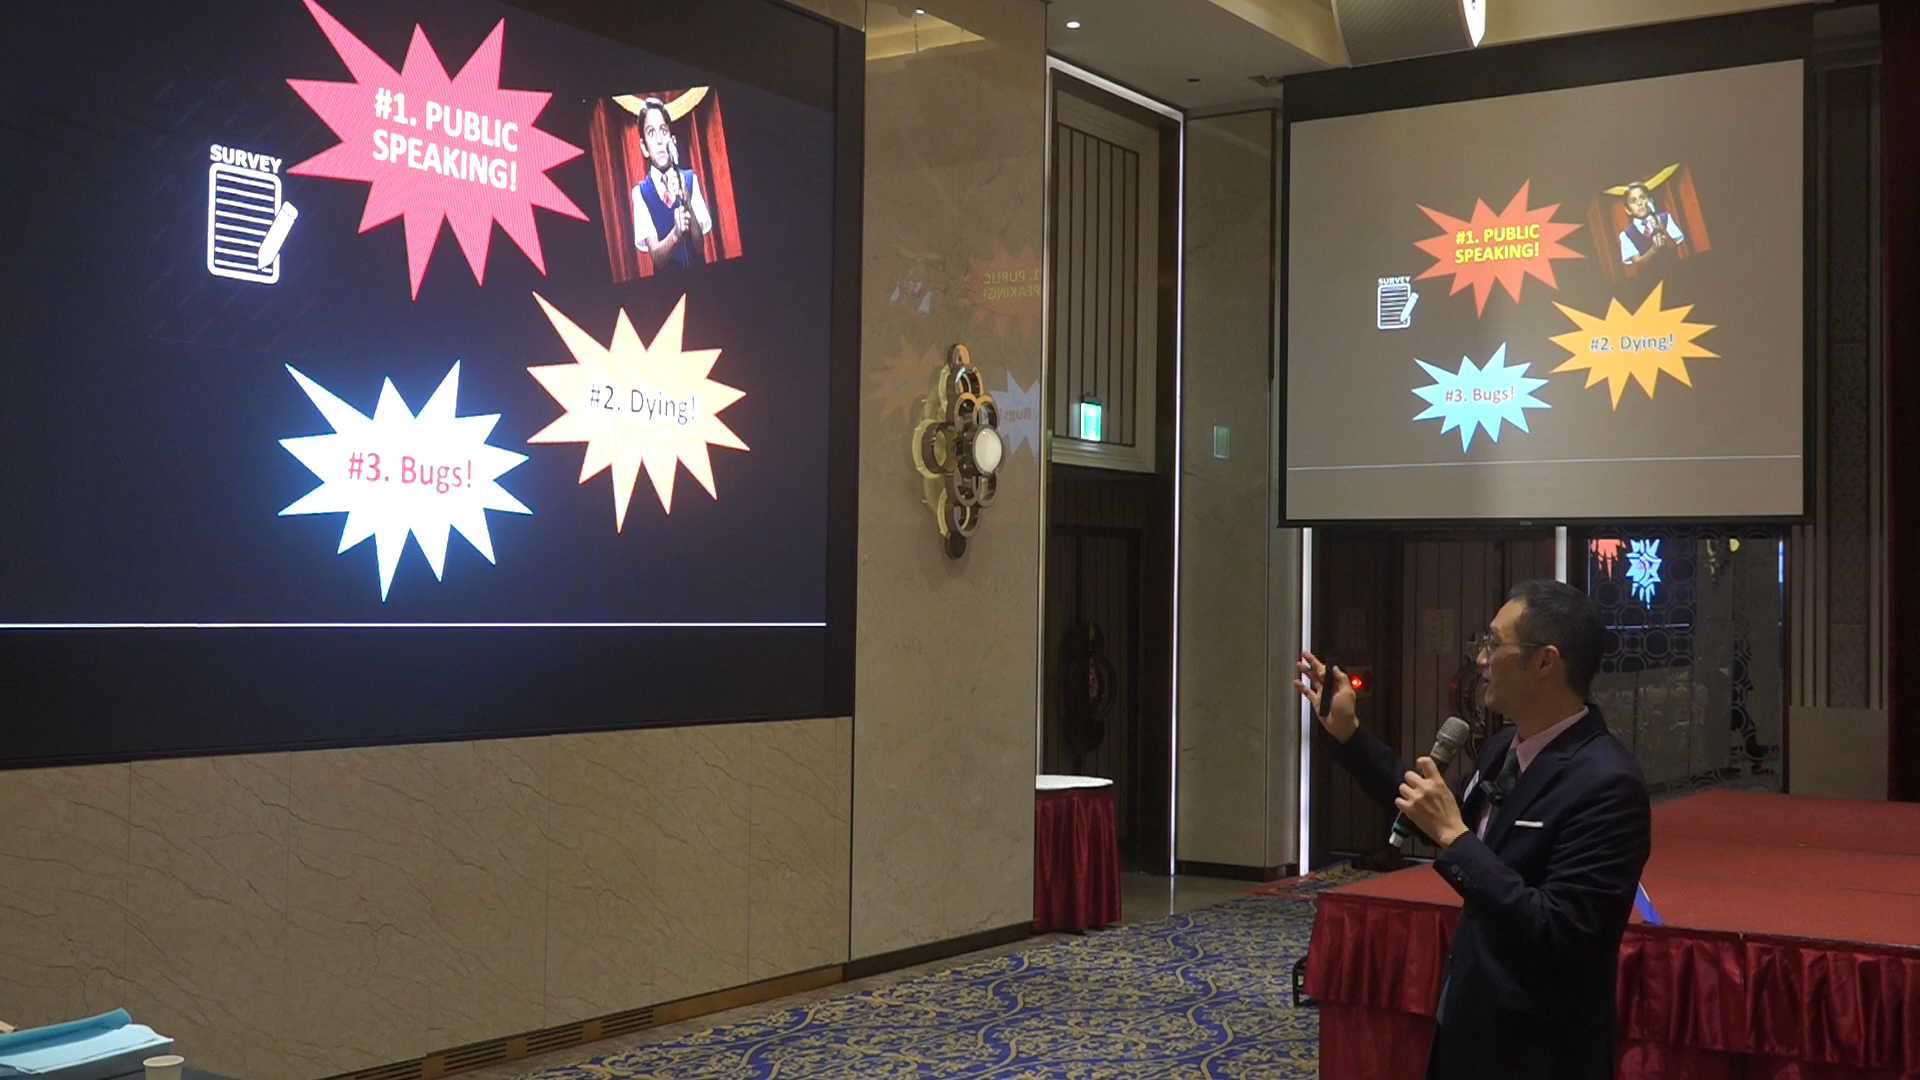 #1. PUBLIC
SPEAKING!
SURVEY
#2. Dying!
#3. Bugs!
#1. PUBLIC
SPEAKING!
SURVEY
#2. Dying!
#3. Bugs!